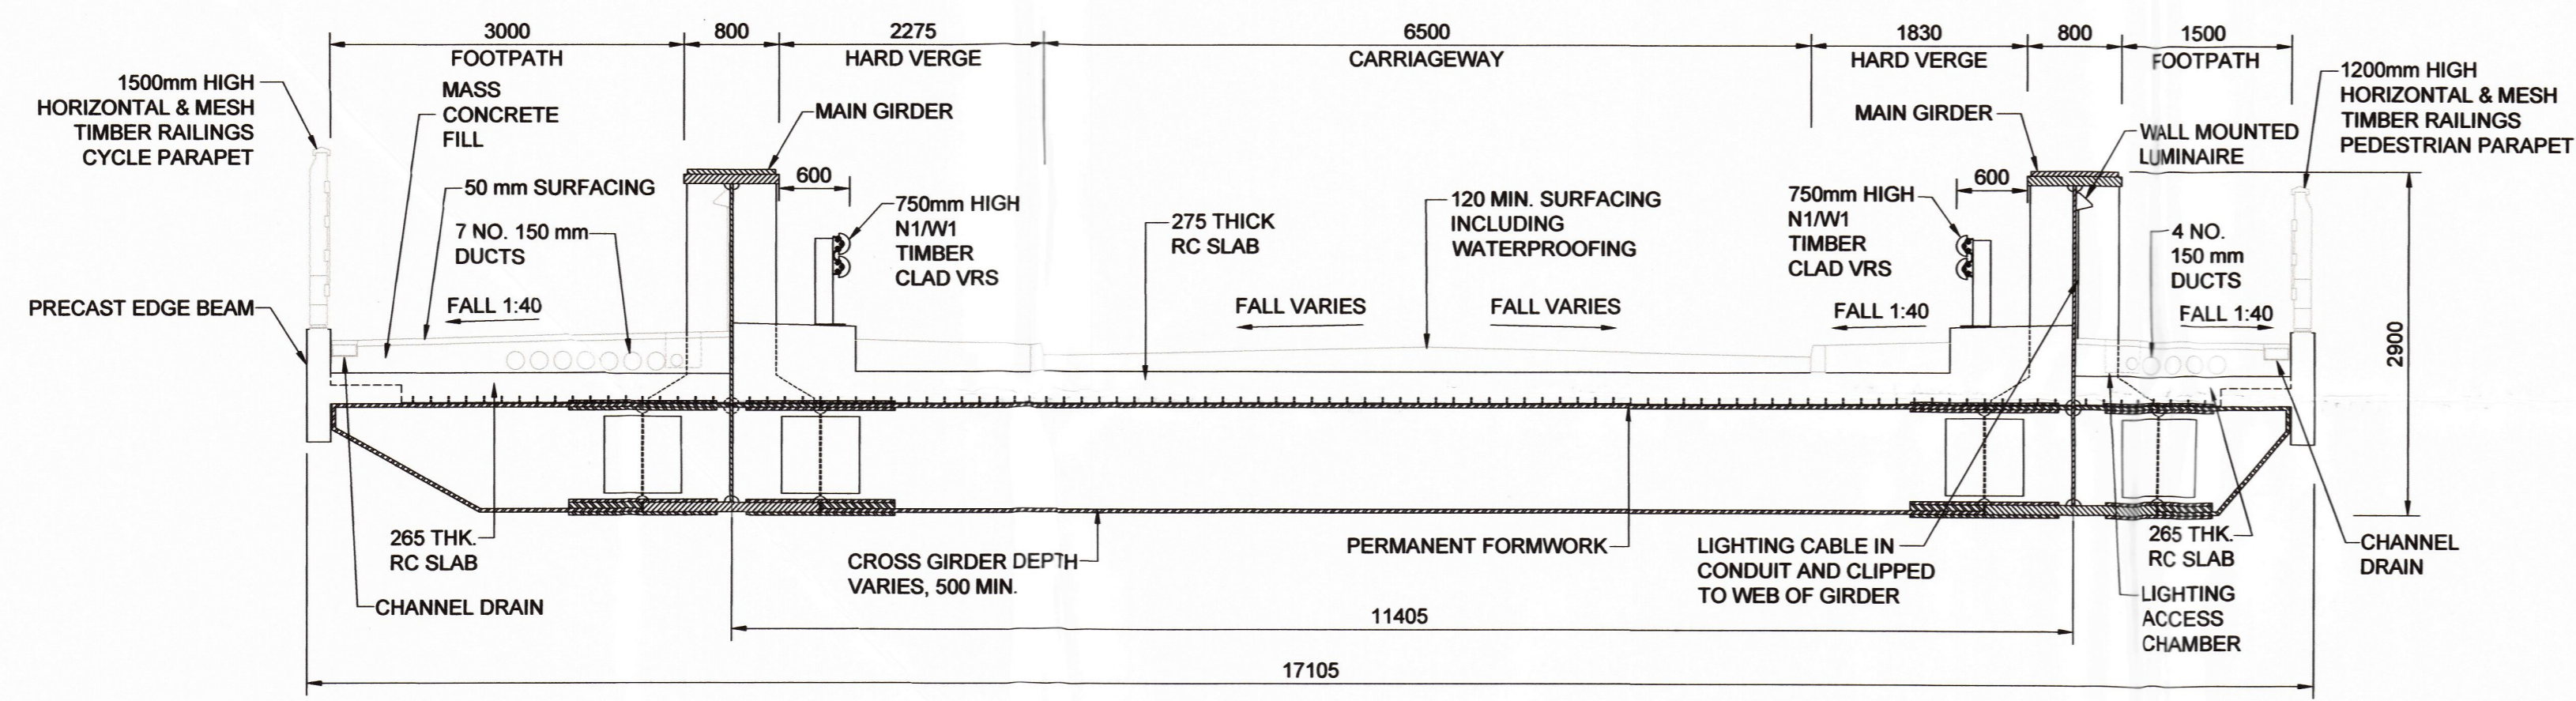 3000
800
2275
6500
1830
800
1500
FOOTPATH
HARD VERGE
CARRIAGEWAY
HARD VERGE
FOOTPATH
1500mm HIGH
HORIZONTAL & MESH
TIMBER RAILINGS
CYCLE PARAPET
MASS
CONCRETE
FILL
MAIN GIRDER
MAIN GIRDER
1200mm HIGH
HORIZONTAL & MESH
TIMBER RAILINGS
PEDESTRIAN PARAPET
WALL MOUNTED
LUMINAIRE
50 mm SURFACING
600
600
7 NO. 150 mm
DUCTS
750mm HIGH
N1/W1
TIMBER
CLAD VRS
275 THICK
RC SLAB
120 MIN. SURFACING
INCLUDING
WATERPROOFING
750mm HIGH
N1/W1
TIMBER
CLAD VRS
4 NO.
150 mm
DUCTS
PRECAST EDGE BEAM
FALL 1:40
FALL VARIES
FALL VARIES
FALL 1:40
FALL 1:40
2900
265 THK.
RC SLAB
CHANNEL DRAIN
CROSS GIRDER DEPTH
VARIES, 500 MIN.
PERMANENT FORMWORK
LIGHTING CABLE IN
CONDUIT AND CLIPPED
TO WEB OF GIRDER
265 THK.
RC SLAB
CHANNEL
DRAIN
LIGHTING
ACCESS
CHAMBER
11405
17105